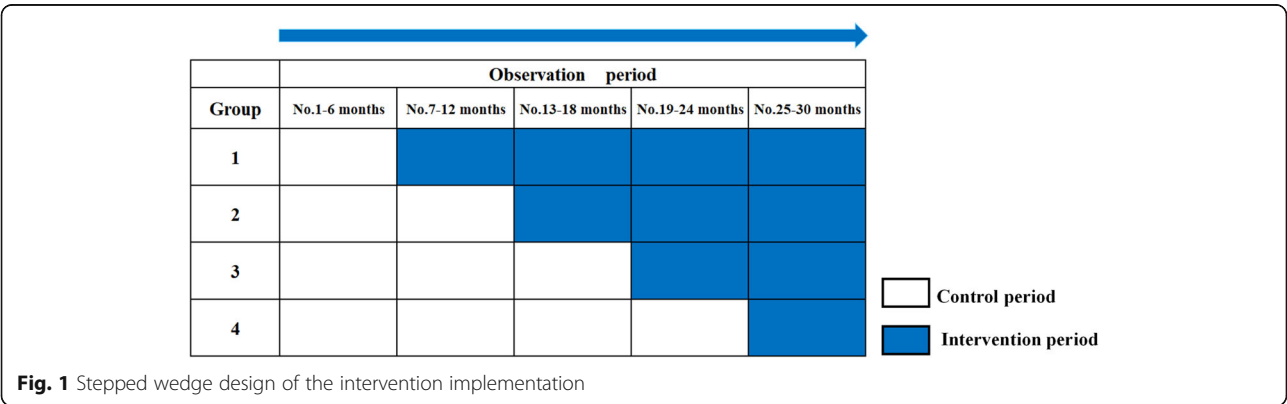 Observation period
Group No.1-6 months No.7-12 months No.13-18 months No.19-24 months No.25-30 months
1
2
3
4
Control period
Intervention period
Fig. 1 Stepped wedge design of the intervention implementation